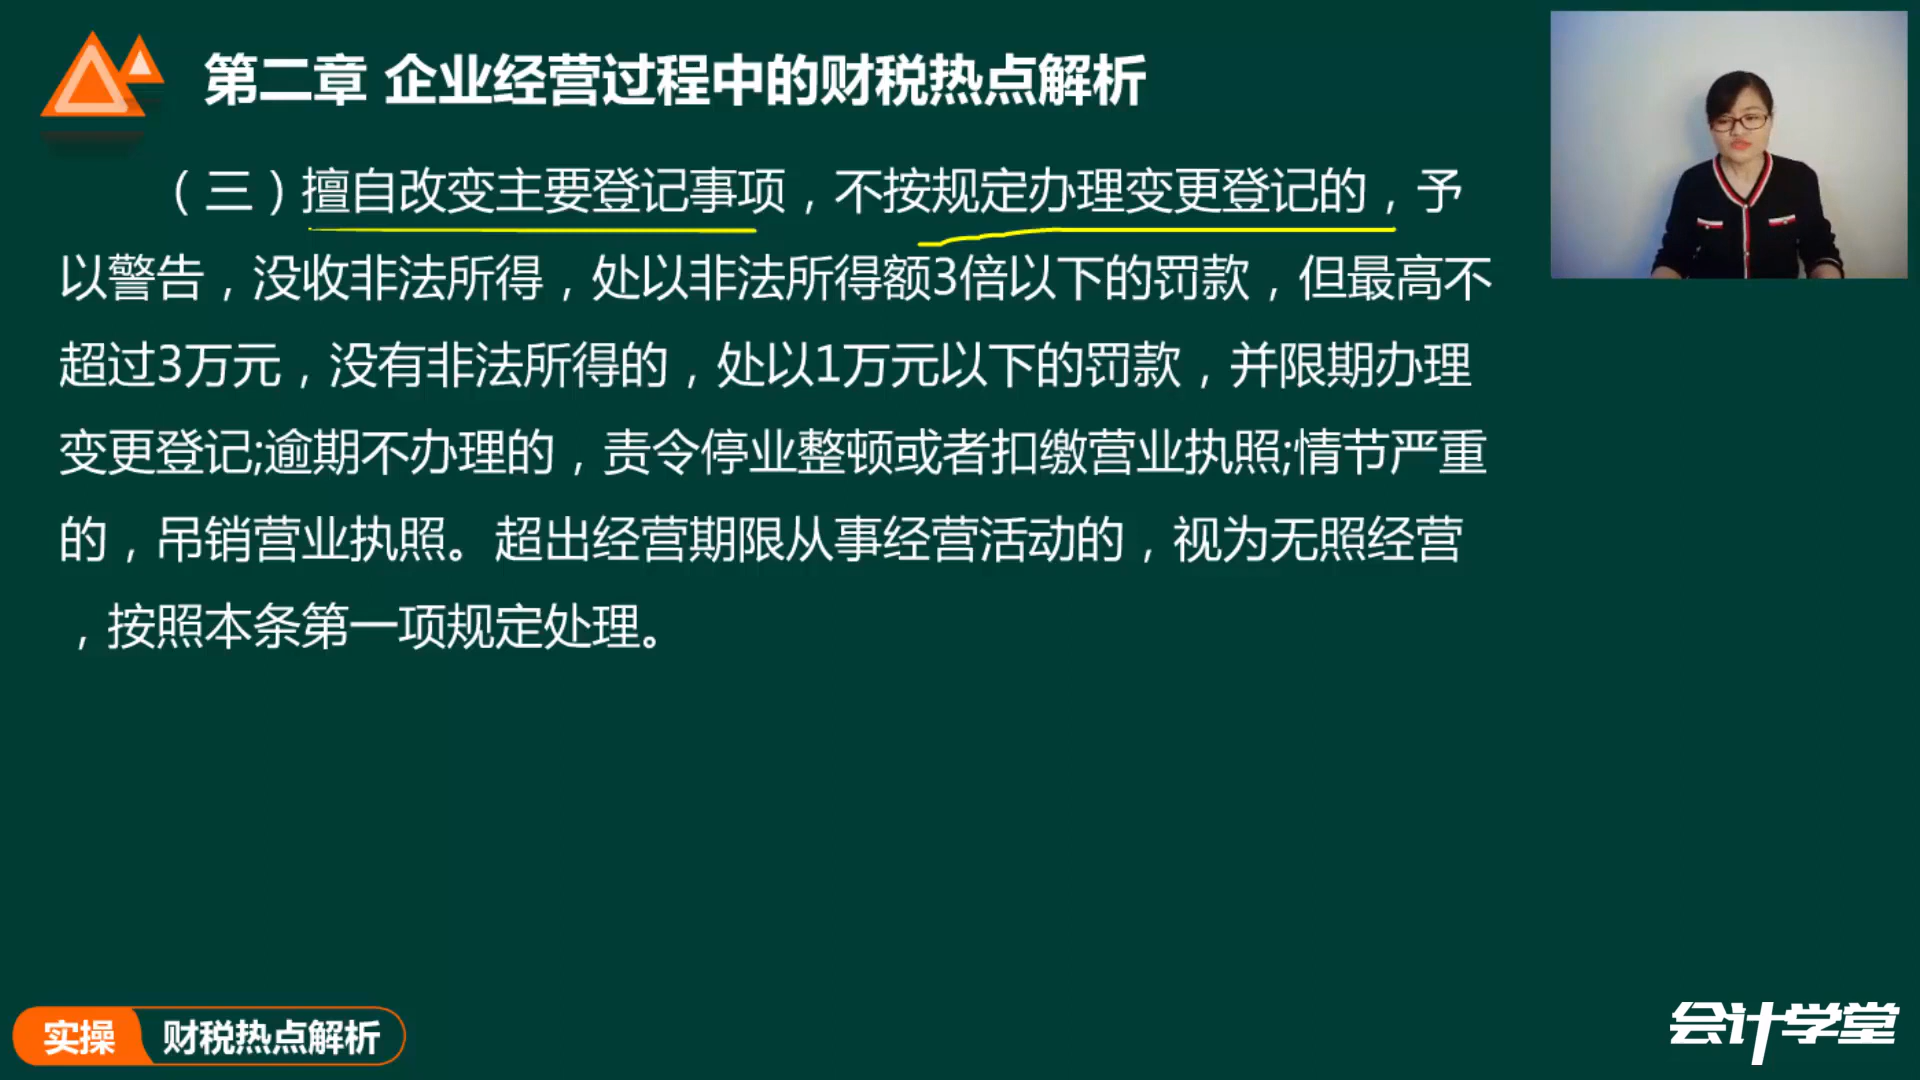 第二章 企业经营过程中的财税热点解析
（三）擅自改变主要登记事项，不按规定办理变更登记的，予
以警告，没收非法所得，处以非法所得额3倍以下的罚款，但最高不
超过3万元，没有非法所得的，处以1万元以下的罚款，并限期办理
变更登记;逾期不办理的，责令停业整顿或者扣缴营业执照;情节严重
的，吊销营业执照。超出经营期限从事经营活动的，视为无照经营
，按照本条第一项规定处理。
实操 财税热点解析
会计学堂